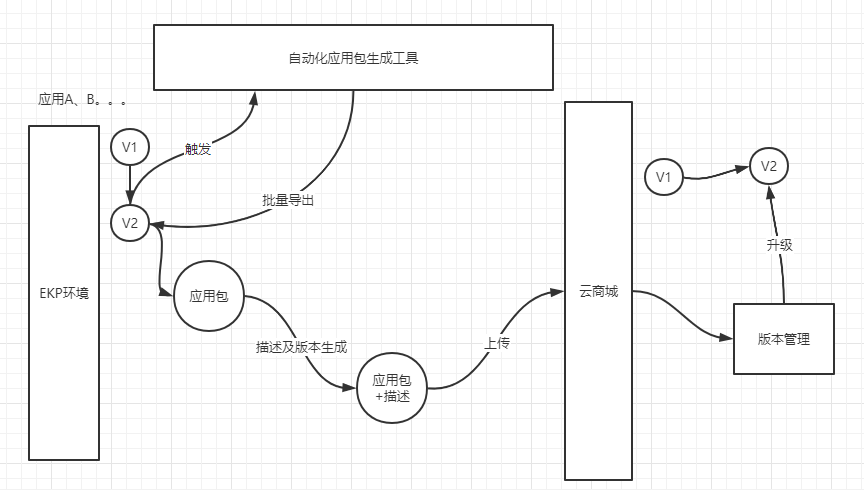 自动化应用包生成工具
应用A、B。。。
V1
触发
V2
批量导出
EKP环境
应用包
描述及版本生成
应用包
+描述
上传
云商城
V1
V2
升级
版本管理